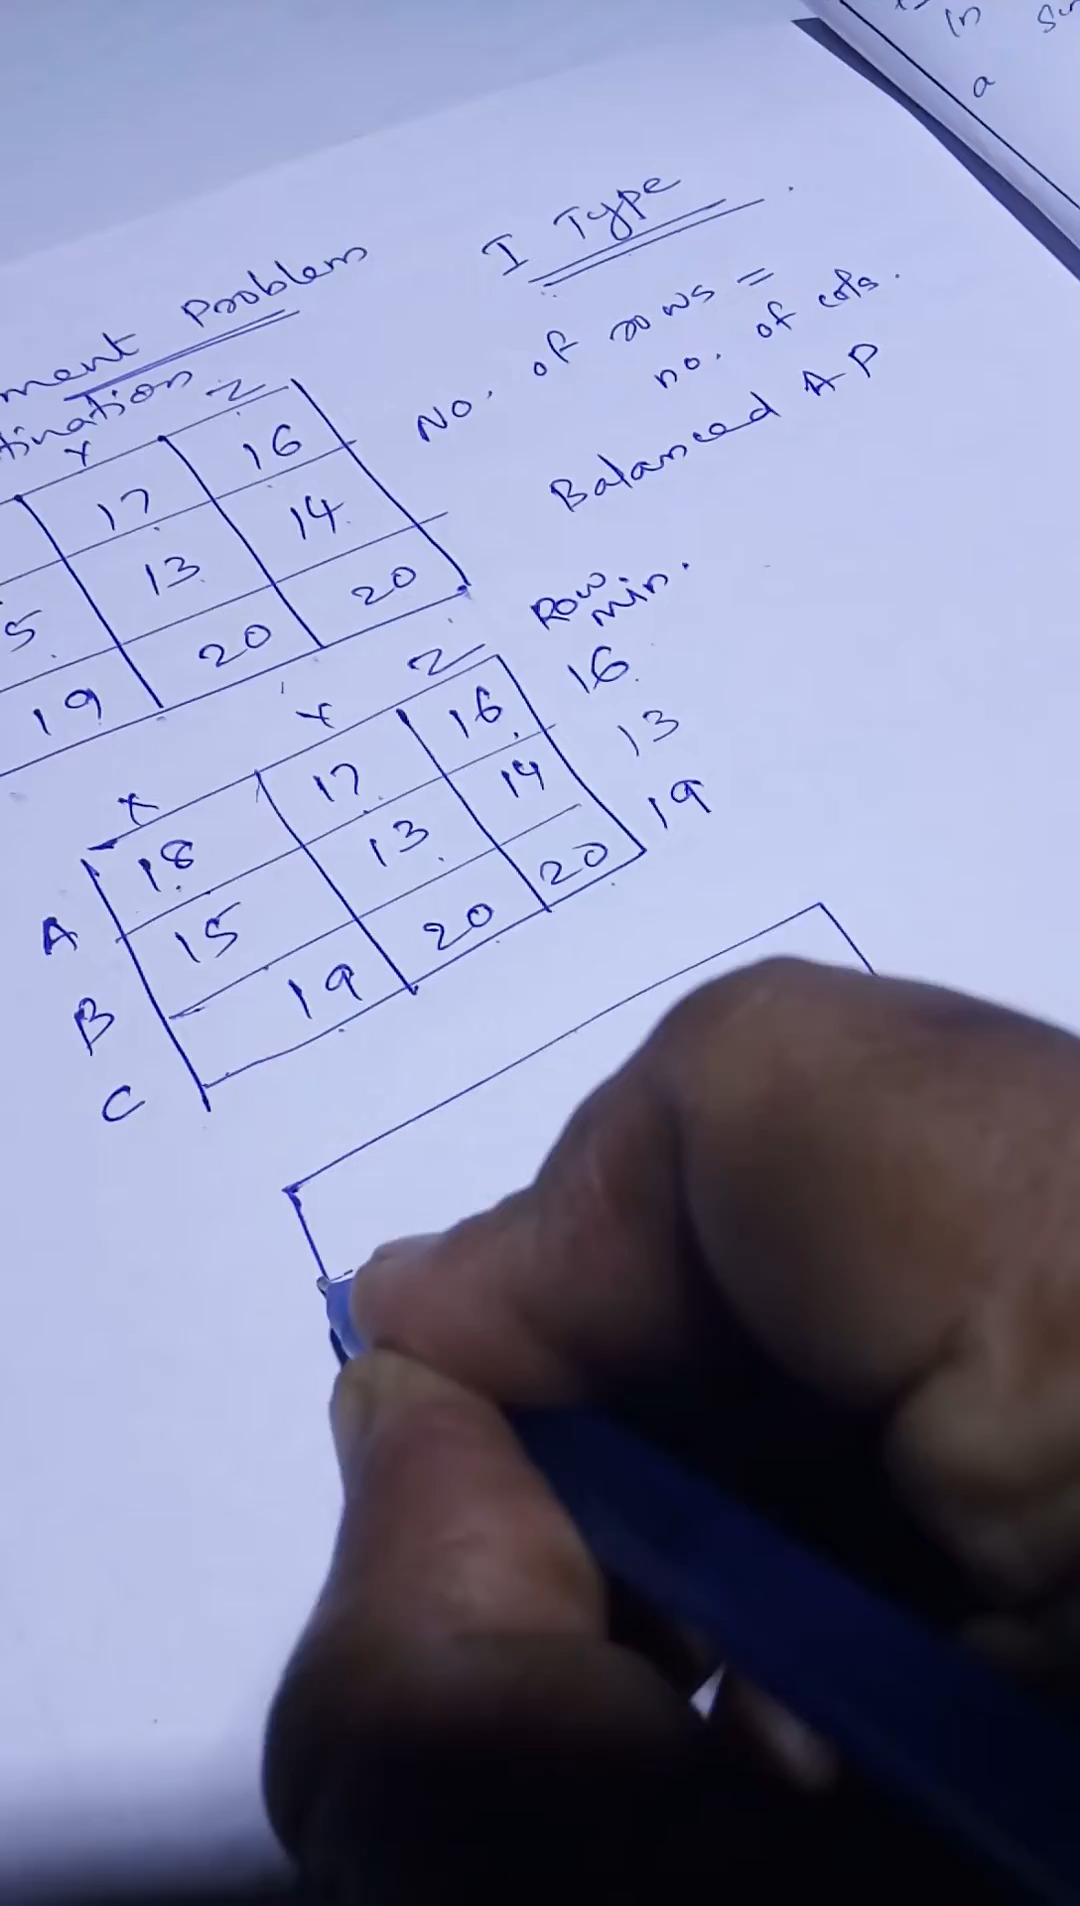 In
a
Problem I Type
No. of rows =
no. of cols.
Balanced A P
Y Z
17 16
5 13 14
19 20 20
Row
min.
X Y Z
A 18 17 16 16
B 15 13 14 13
C 19 20 20 19